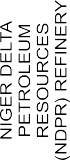 NIGER DELTA
PETROLEUM
RESOURCES
(NDPR) REFINERY